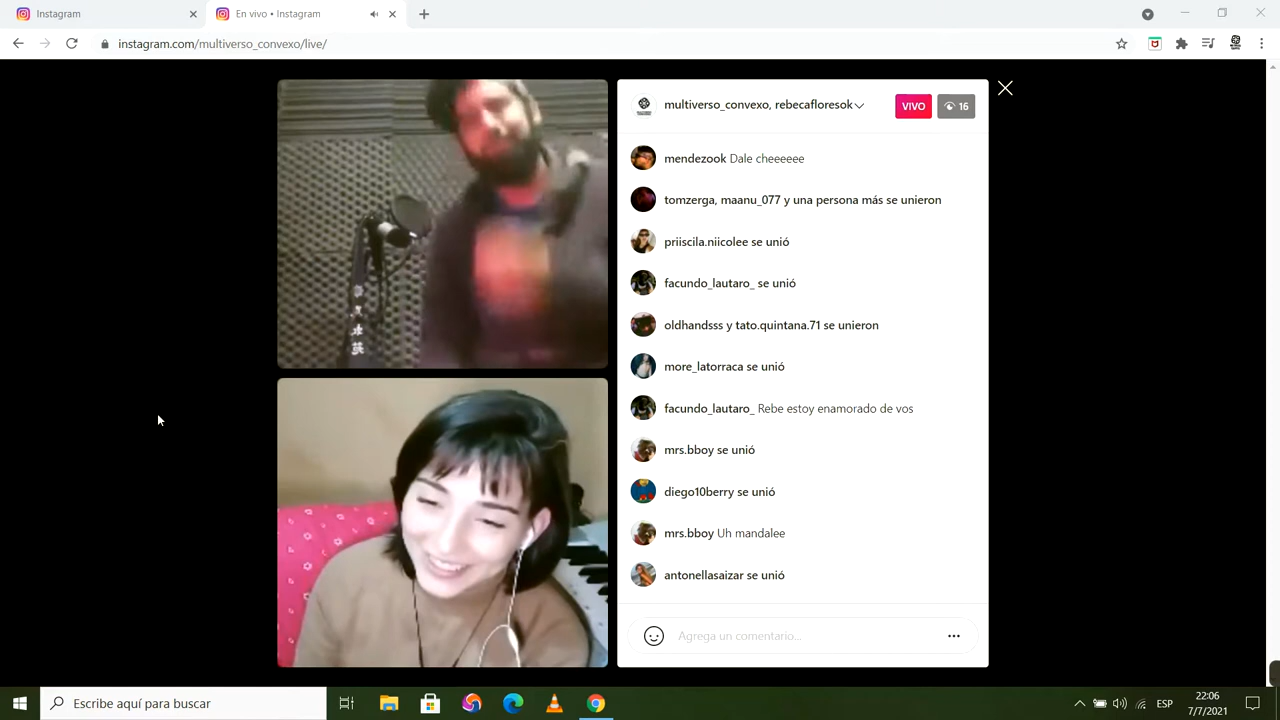 Instagram
En vivo • Instagram
instagram.com/multiverso_convexo/live/
multiverso_convexo, rebecafloresok
VIVO
16
mendezook Dale cheeeeee
tomzerga, maanu_077 y una persona más se unieron
priiscila.niicolee se unió
facundo_lautaro_ se unió
oldhandsss y tato.quintana.71 se unieron
more_latorraca se unió
facundo_lautaro_ Rebe estoy enamorado de vos
mrs.bboy se unió
diego10berry se unió
mrs.bboy Uh mandalee
antonellasaizar se unió
Agrega un comentario...
Escribe aquí para buscar
ESP
22:06
7/7/2021